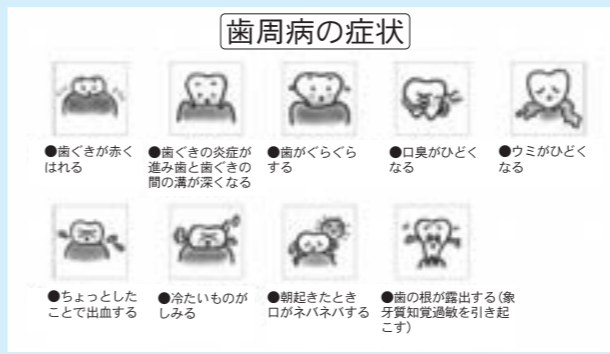 歯周病の症状
●歯ぐきが赤く
はれる
●歯ぐきの炎症が
進み歯と歯ぐきの
間の溝が深くなる
●歯がぐらぐら
する
●口臭がひどく
なる
●ウミがひどく
なる
●ちょっとした
ことで出血する
●冷たいものが
しみる
●朝起きたとき
口がネバネバする
●歯の根が露出する(象
牙質知覚過敏を引き起
こす)